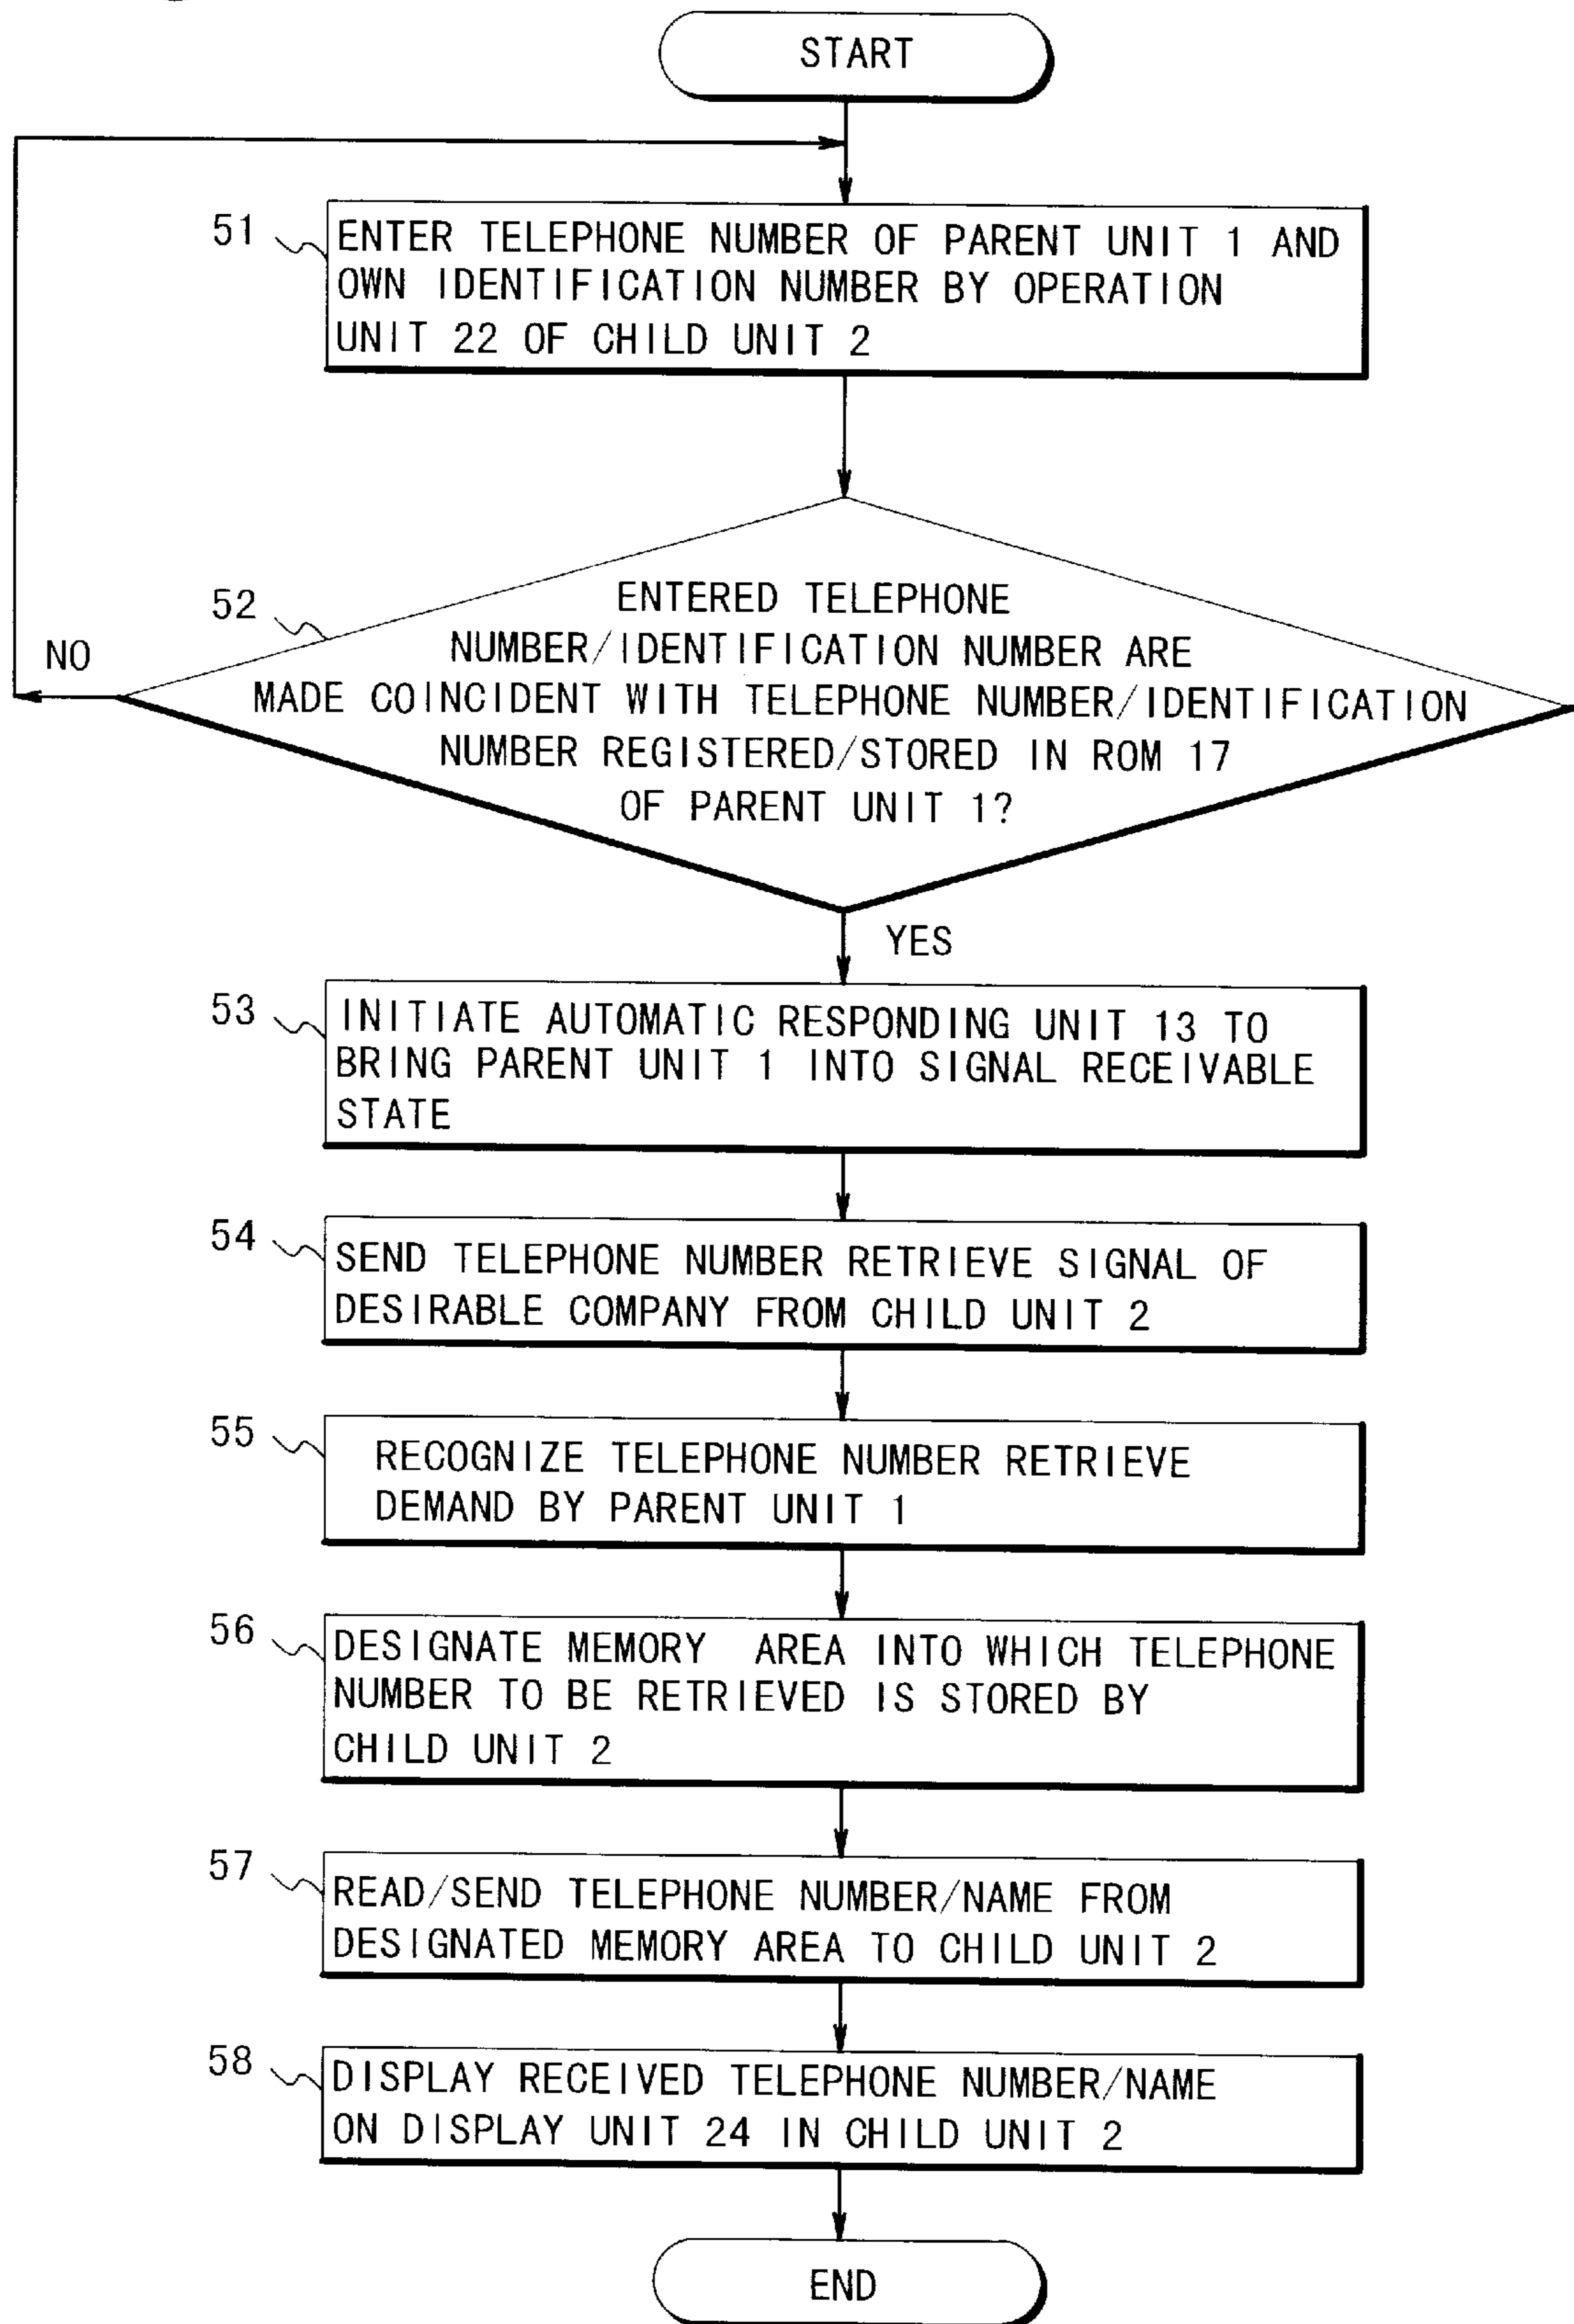 START
51
ENTER TELEPHONE NUMBER OF PARENT UNIT 1 AND
OWN IDENTIFICATION NUMBER BY OPERATION
UNIT 22 OF CHILD UNIT 2
52
ENTERED TELEPHONE
NUMBER/IDENTIFICATION NUMBER ARE
MADE COINCIDENT WITH TELEPHONE NUMBER/IDENTIFICATION
NUMBER REGISTERED/STORED IN ROM 17
OF PARENT UNIT 1?
NO
YES
53
INITIATE AUTOMATIC RESPONDING UNIT 13 TO
BRING PARENT UNIT 1 INTO SIGNAL RECEIVABLE
STATE
54
SEND TELEPHONE NUMBER RETRIEVE SIGNAL OF
DESIRABLE COMPANY FROM CHILD UNIT 2
55
RECOGNIZE TELEPHONE NUMBER RETRIEVE
DEMAND BY PARENT UNIT 1
56
DESIGNATE MEMORY AREA INTO WHICH TELEPHONE
NUMBER TO BE RETRIEVED IS STORED BY
CHILD UNIT 2
57
READ/SEND TELEPHONE NUMBER/NAME FROM
DESIGNATED MEMORY AREA TO CHILD UNIT 2
58
DISPLAY RECEIVED TELEPHONE NUMBER/NAME
ON DISPLAY UNIT 24 IN CHILD UNIT 2
END